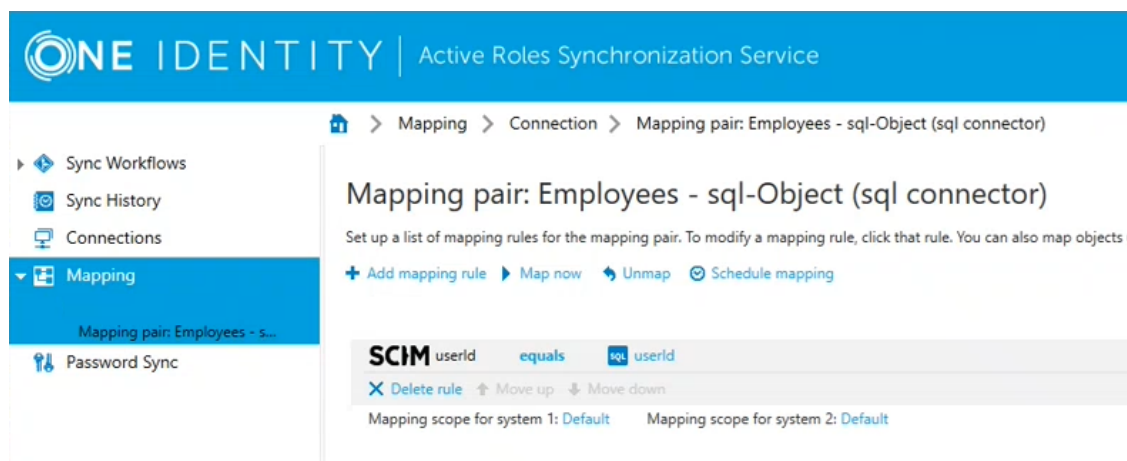 ONE IDENTITY | Active Roles Synchronization Service
> Mapping > Connection > Mapping pair: Employees - sql-Object (sql connector)
Sync Workflows
Sync History
Connections
Mapping
Mapping pair: Employees - s...
Password Sync
Mapping pair: Employees - sql-Object (sql connector)
Set up a list of mapping rules for the mapping pair. To modify a mapping rule, click that rule. You can also map objects
Add mapping rule Map now Unmap Schedule mapping
SCIM userId equals SQL userId
Delete rule Move up Move down
Mapping scope for system 1: Default Mapping scope for system 2: Default